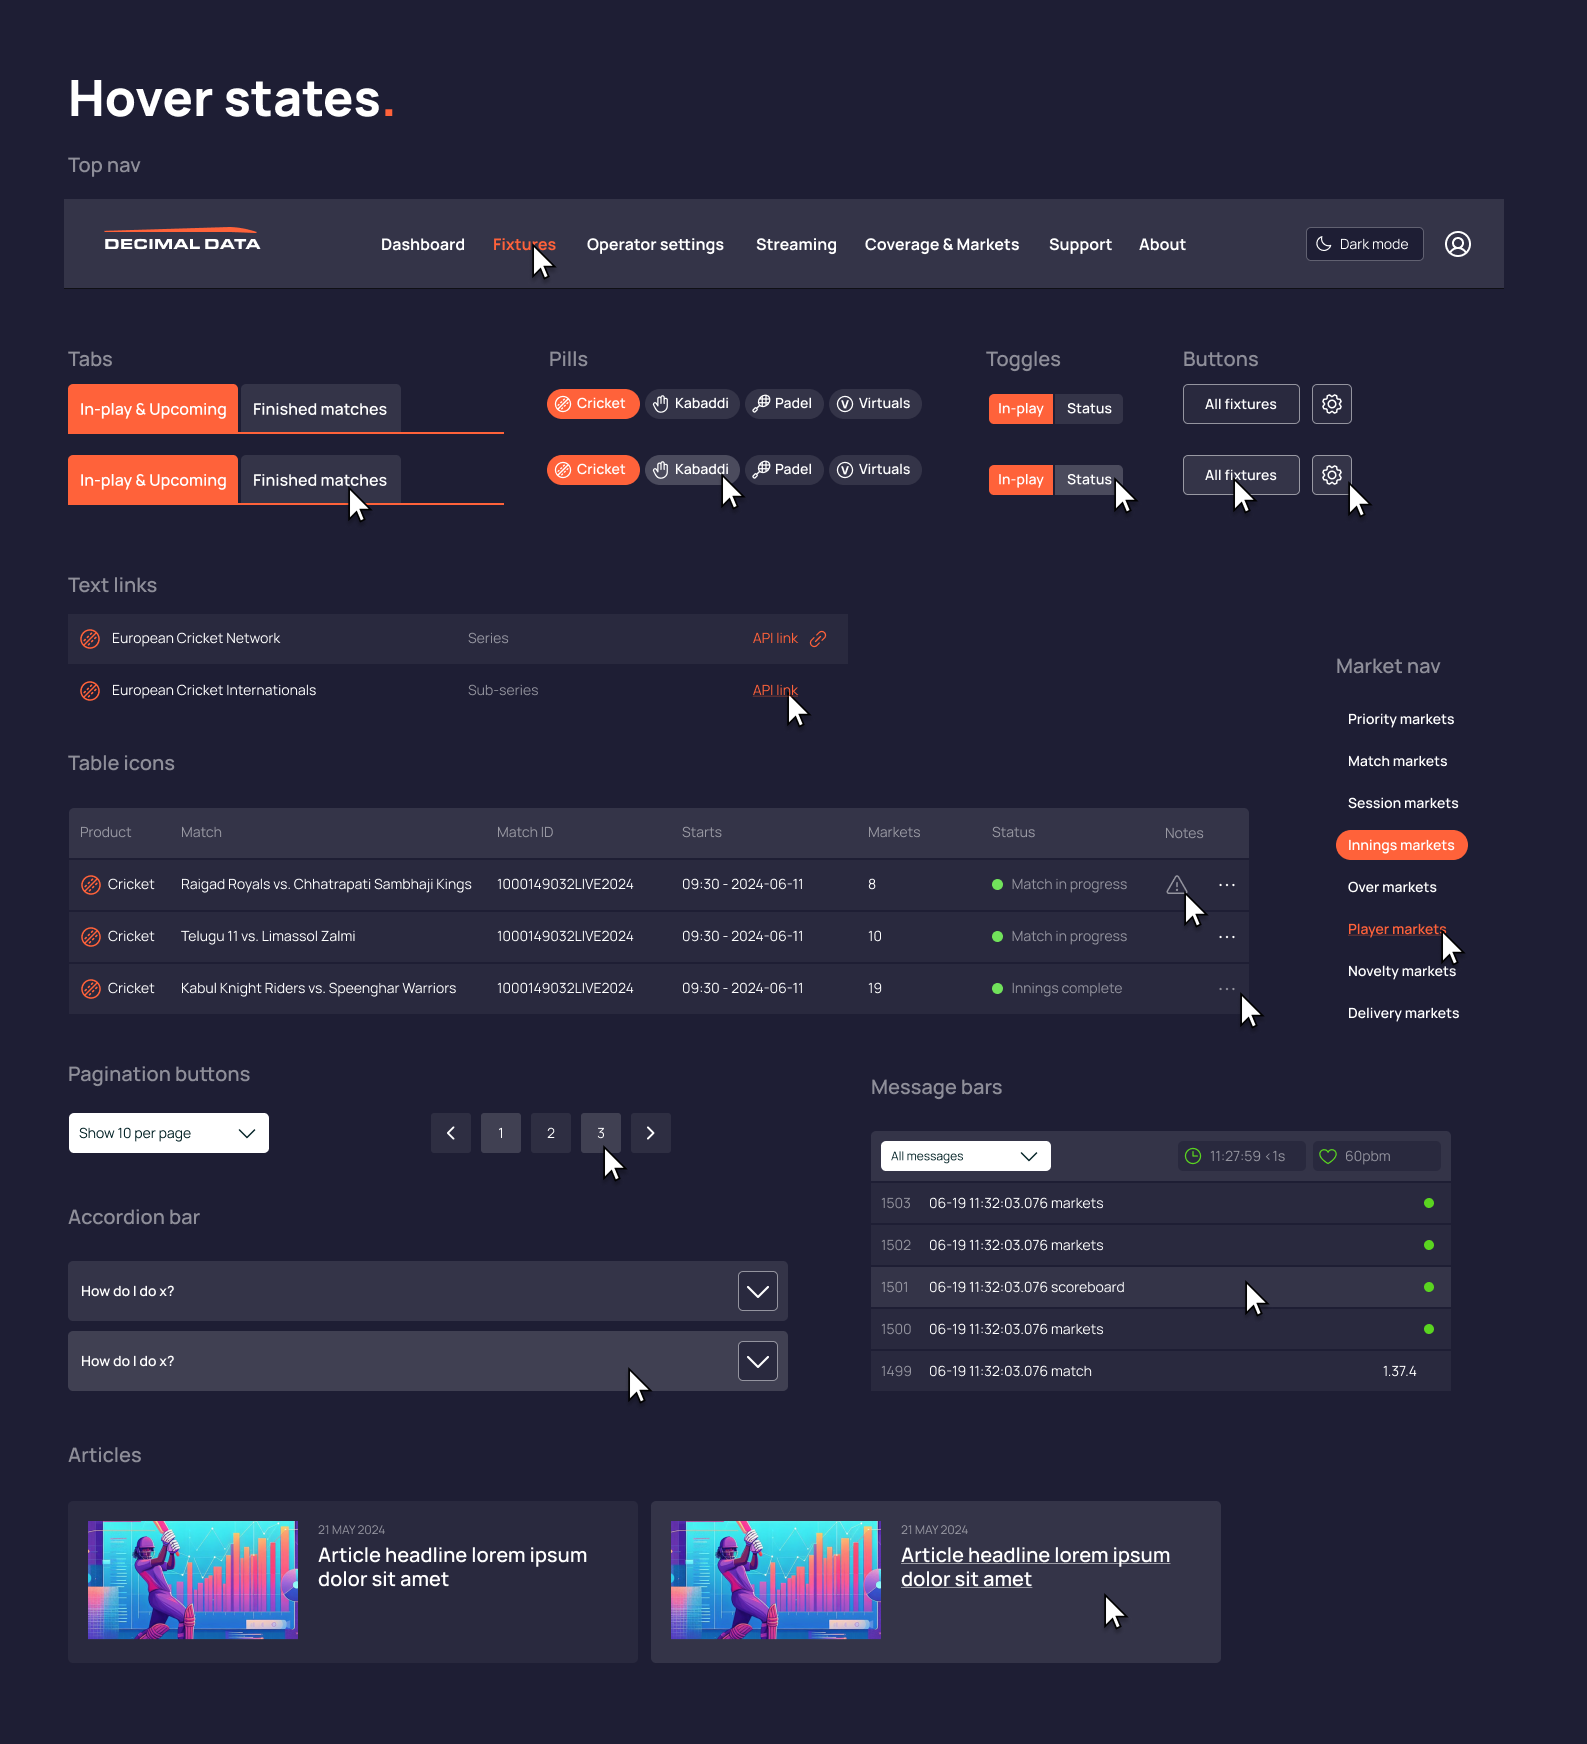 Hover states.
Top nav
DECIMAL DATA
Dashboard Fixtures Operator settings Streaming Coverage & Markets Support About
Dark mode
Tabs
Pills
Toggles
Buttons
In-play & Upcoming Finished matches
Cricket Kabaddi Padel V Virtuals
In-play Status
All fixtures
In-play & Upcoming Finished matches
Cricket Kabaddi Padel V Virtuals
In-play Status
All fixtures
Text links
European Cricket Network Series API link
European Cricket Internationals Sub-series API link
Market nav
Priority markets
Match markets
Session markets
Innings markets
Over markets
Player markets
Novelty markets
Delivery markets
Table icons
Product Match Match ID Starts Markets Status Notes
Cricket Raigad Royals vs. Chhatrapati Sambhaji Kings 1000149032LIVE2024 09:30 - 2024-06-11 8 Match in progress ...
Cricket Telugu 11 vs. Limassol Zalmi 1000149032LIVE2024 09:30 - 2024-06-11 10 Match in progress ...
Cricket Kabul Knight Riders vs. Speenghar Warriors 1000149032LIVE2024 09:30 - 2024-06-11 19 Innings complete ...
Pagination buttons
Show 10 per page
1 2 3
Message bars
All messages 11:27:59 <1s 60pbm
1503 06-19 11:32:03.076 markets
1502 06-19 11:32:03.076 markets
1501 06-19 11:32:03.076 scoreboard
1500 06-19 11:32:03.076 markets
1499 06-19 11:32:03.076 match 1.37.4
Accordion bar
How do I do x?
How do I do x?
Articles
21 MAY 2024
Article headline lorem ipsum
dolor sit amet
21 MAY 2024
Article headline lorem ipsum
dolor sit amet